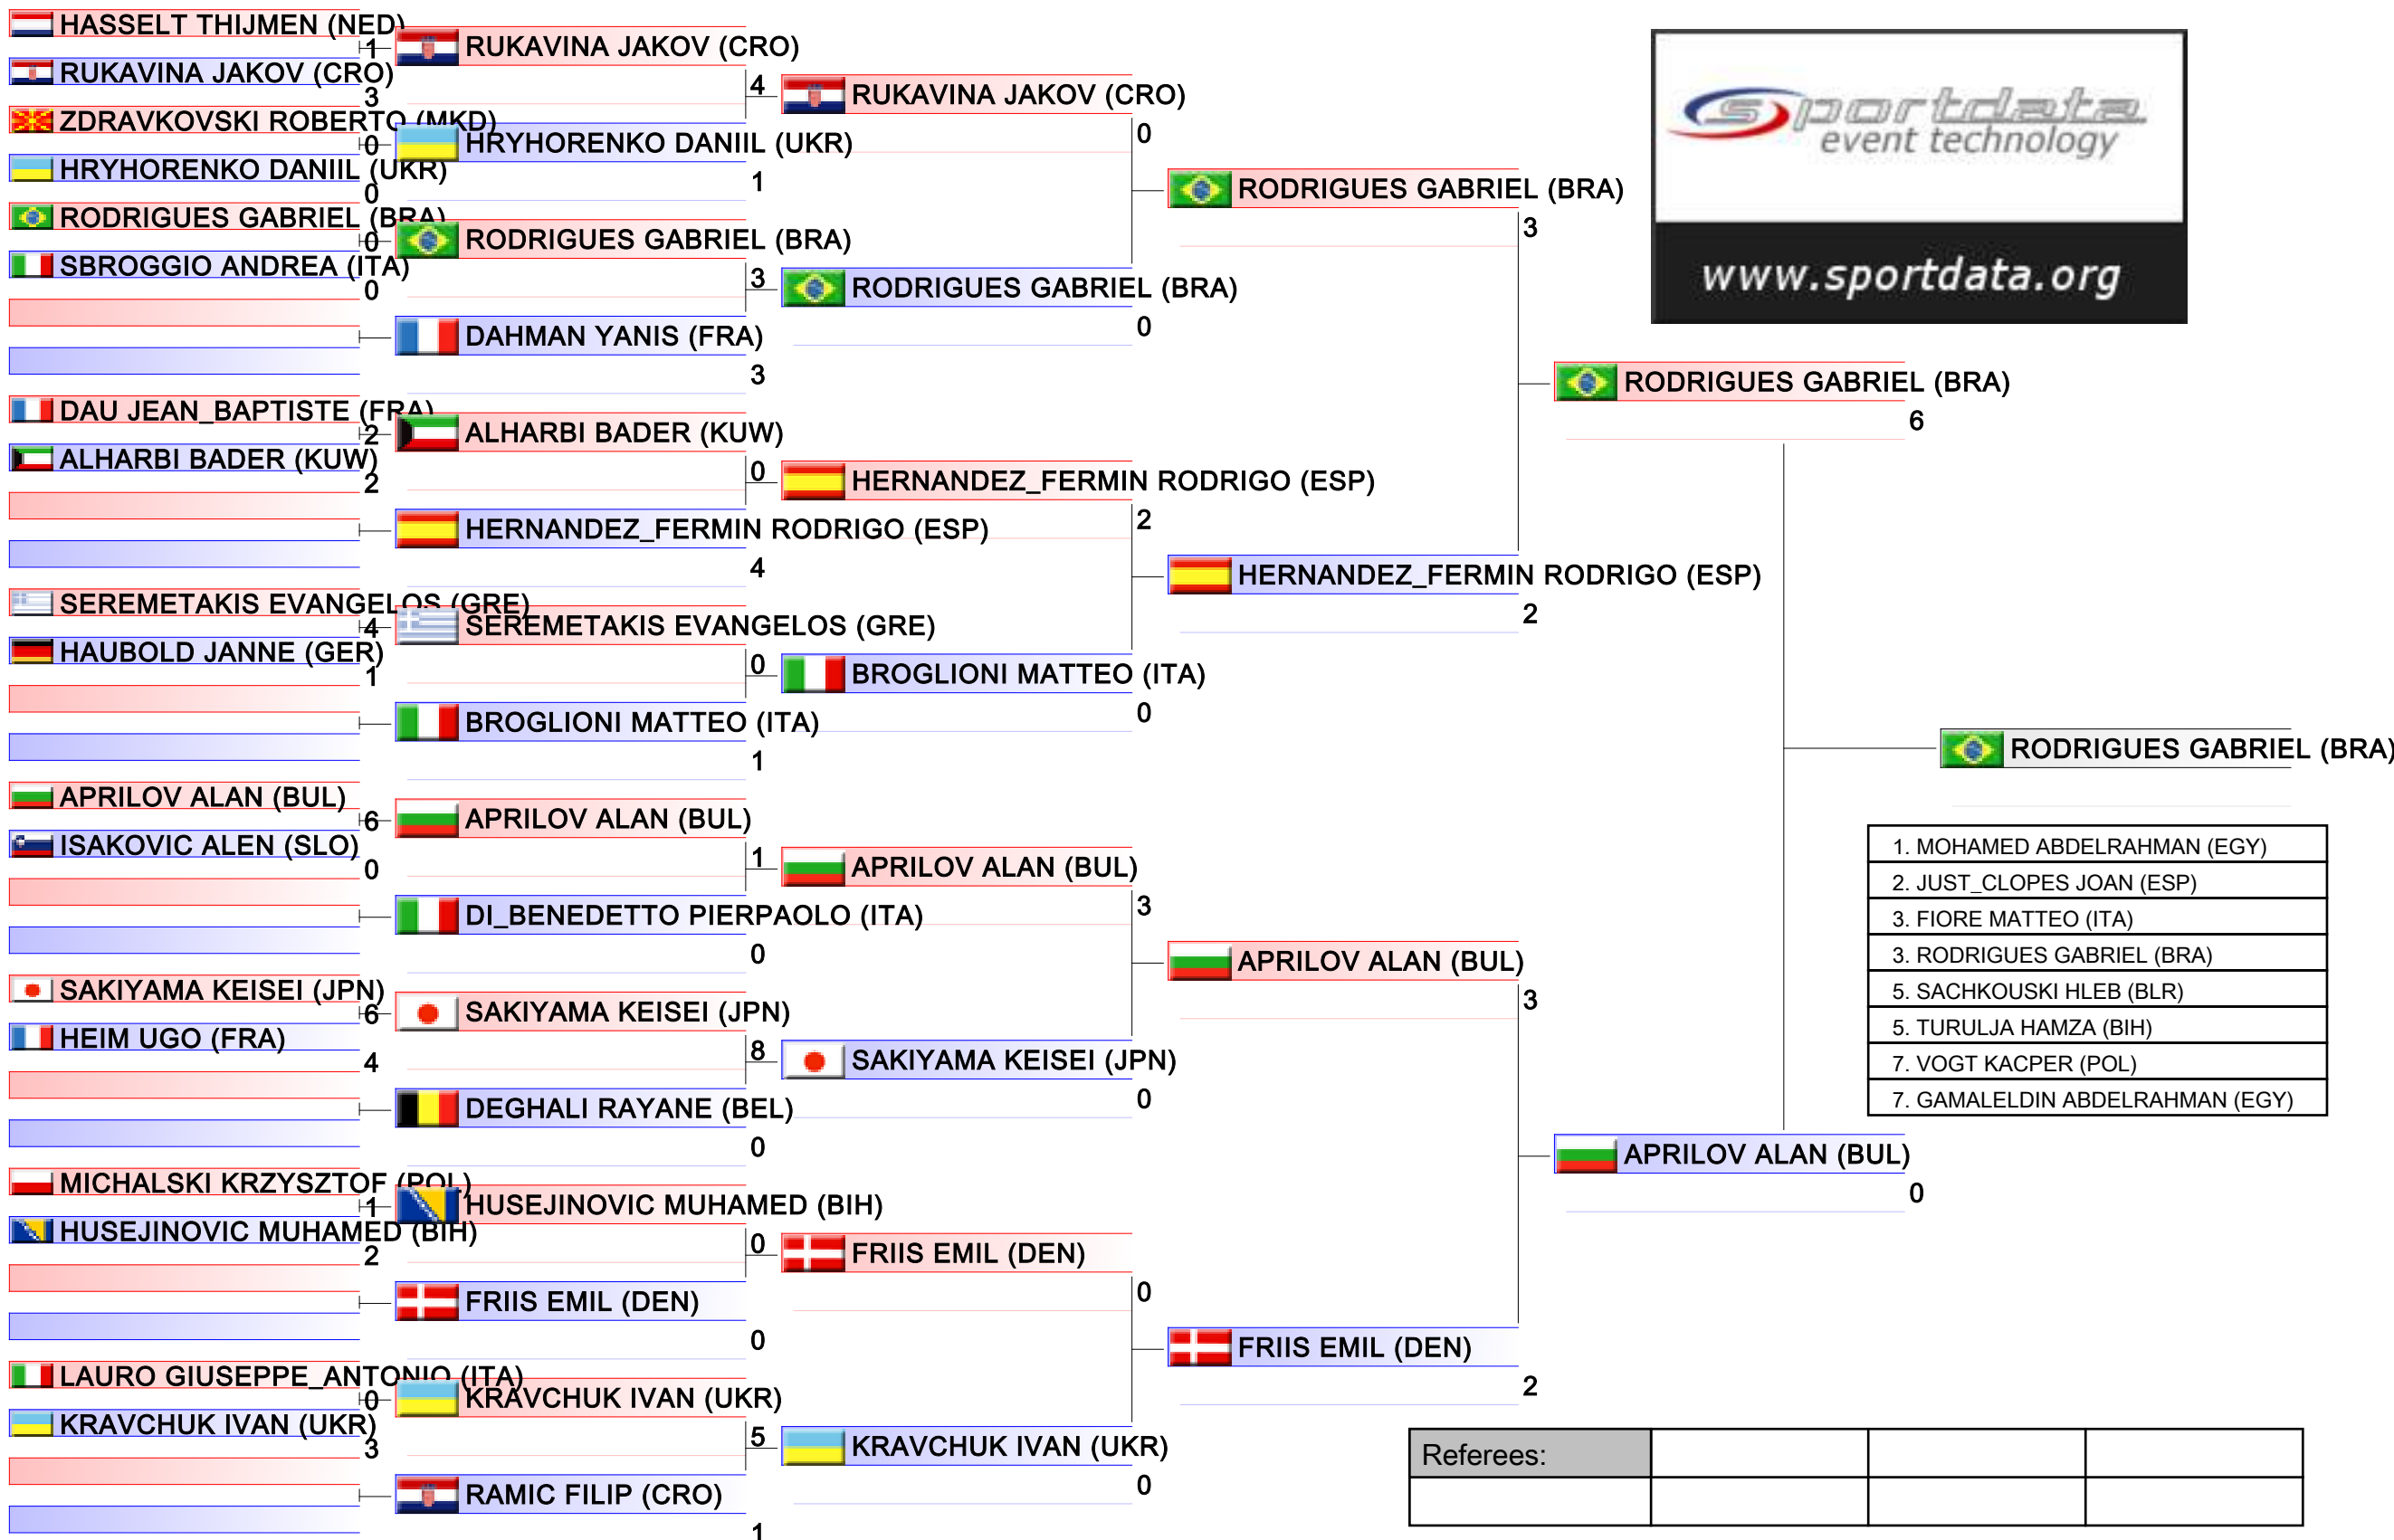 HASSELT THIJMEN (NED)
1
RUKAVINA JAKOV (CRO)
3
ZDRAVKOVSKI ROBERTO (MKD)
0
HRYHORENKO DANIIL (UKR)
0
RODRIGUES GABRIEL (BRA)
0
SBROGGIO ANDREA (ITA)
0
DAU JEAN_BAPTISTE (FRA)
2
ALHARBI BADER (KUW)
2
SEREMETAKIS EVANGELOS (GRE)
4
HAUBOLD JANNE (GER)
1
APRILOV ALAN (BUL)
6
ISAKOVIC ALEN (SLO)
0
SAKIYAMA KEISEI (JPN)
6
HEIM UGO (FRA)
4
MICHALSKI KRZYSZTOF (POL)
1
HUSEJINOVIC MUHAMED (BIH)
2
LAURO GIUSEPPE_ANTONIO (ITA)
0
KRAVCHUK IVAN (UKR)
3
RUKAVINA JAKOV (CRO)
4
HRYHORENKO DANIIL (UKR)
1
RODRIGUES GABRIEL (BRA)
3
DAHMAN YANIS (FRA)
3
ALHARBI BADER (KUW)
0
HERNANDEZ_FERMIN RODRIGO (ESP)
4
SEREMETAKIS EVANGELOS (GRE)
0
BROGLIONI MATTEO (ITA)
1
APRILOV ALAN (BUL)
1
DI_BENEDETTO PIERPAOLO (ITA)
0
SAKIYAMA KEISEI (JPN)
8
DEGHALI RAYANE (BEL)
0
HUSEJINOVIC MUHAMED (BIH)
0
FRIIS EMIL (DEN)
0
KRAVCHUK IVAN (UKR)
5
RAMIC FILIP (CRO)
1
RUKAVINA JAKOV (CRO)
0
RODRIGUES GABRIEL (BRA)
0
HERNANDEZ_FERMIN RODRIGO (ESP)
2
BROGLIONI MATTEO (ITA)
0
APRILOV ALAN (BUL)
3
SAKIYAMA KEISEI (JPN)
0
FRIIS EMIL (DEN)
0
KRAVCHUK IVAN (UKR)
0
RODRIGUES GABRIEL (BRA)
3
HERNANDEZ_FERMIN RODRIGO (ESP)
2
APRILOV ALAN (BUL)
3
FRIIS EMIL (DEN)
2
RODRIGUES GABRIEL (BRA)
6
APRILOV ALAN (BUL)
0
RODRIGUES GABRIEL (BRA)
sportdata
event technology
www.sportdata.org
1. MOHAMED ABDELRAHMAN (EGY)
2. JUST_CLOPES JOAN (ESP)
3. FIORE MATTEO (ITA)
3. RODRIGUES GABRIEL (BRA)
5. SACHKOUSKI HLEB (BLR)
5. TURULJA HAMZA (BIH)
7. VOGT KACPER (POL)
7. GAMALELDIN ABDELRAHMAN (EGY)
Referees: